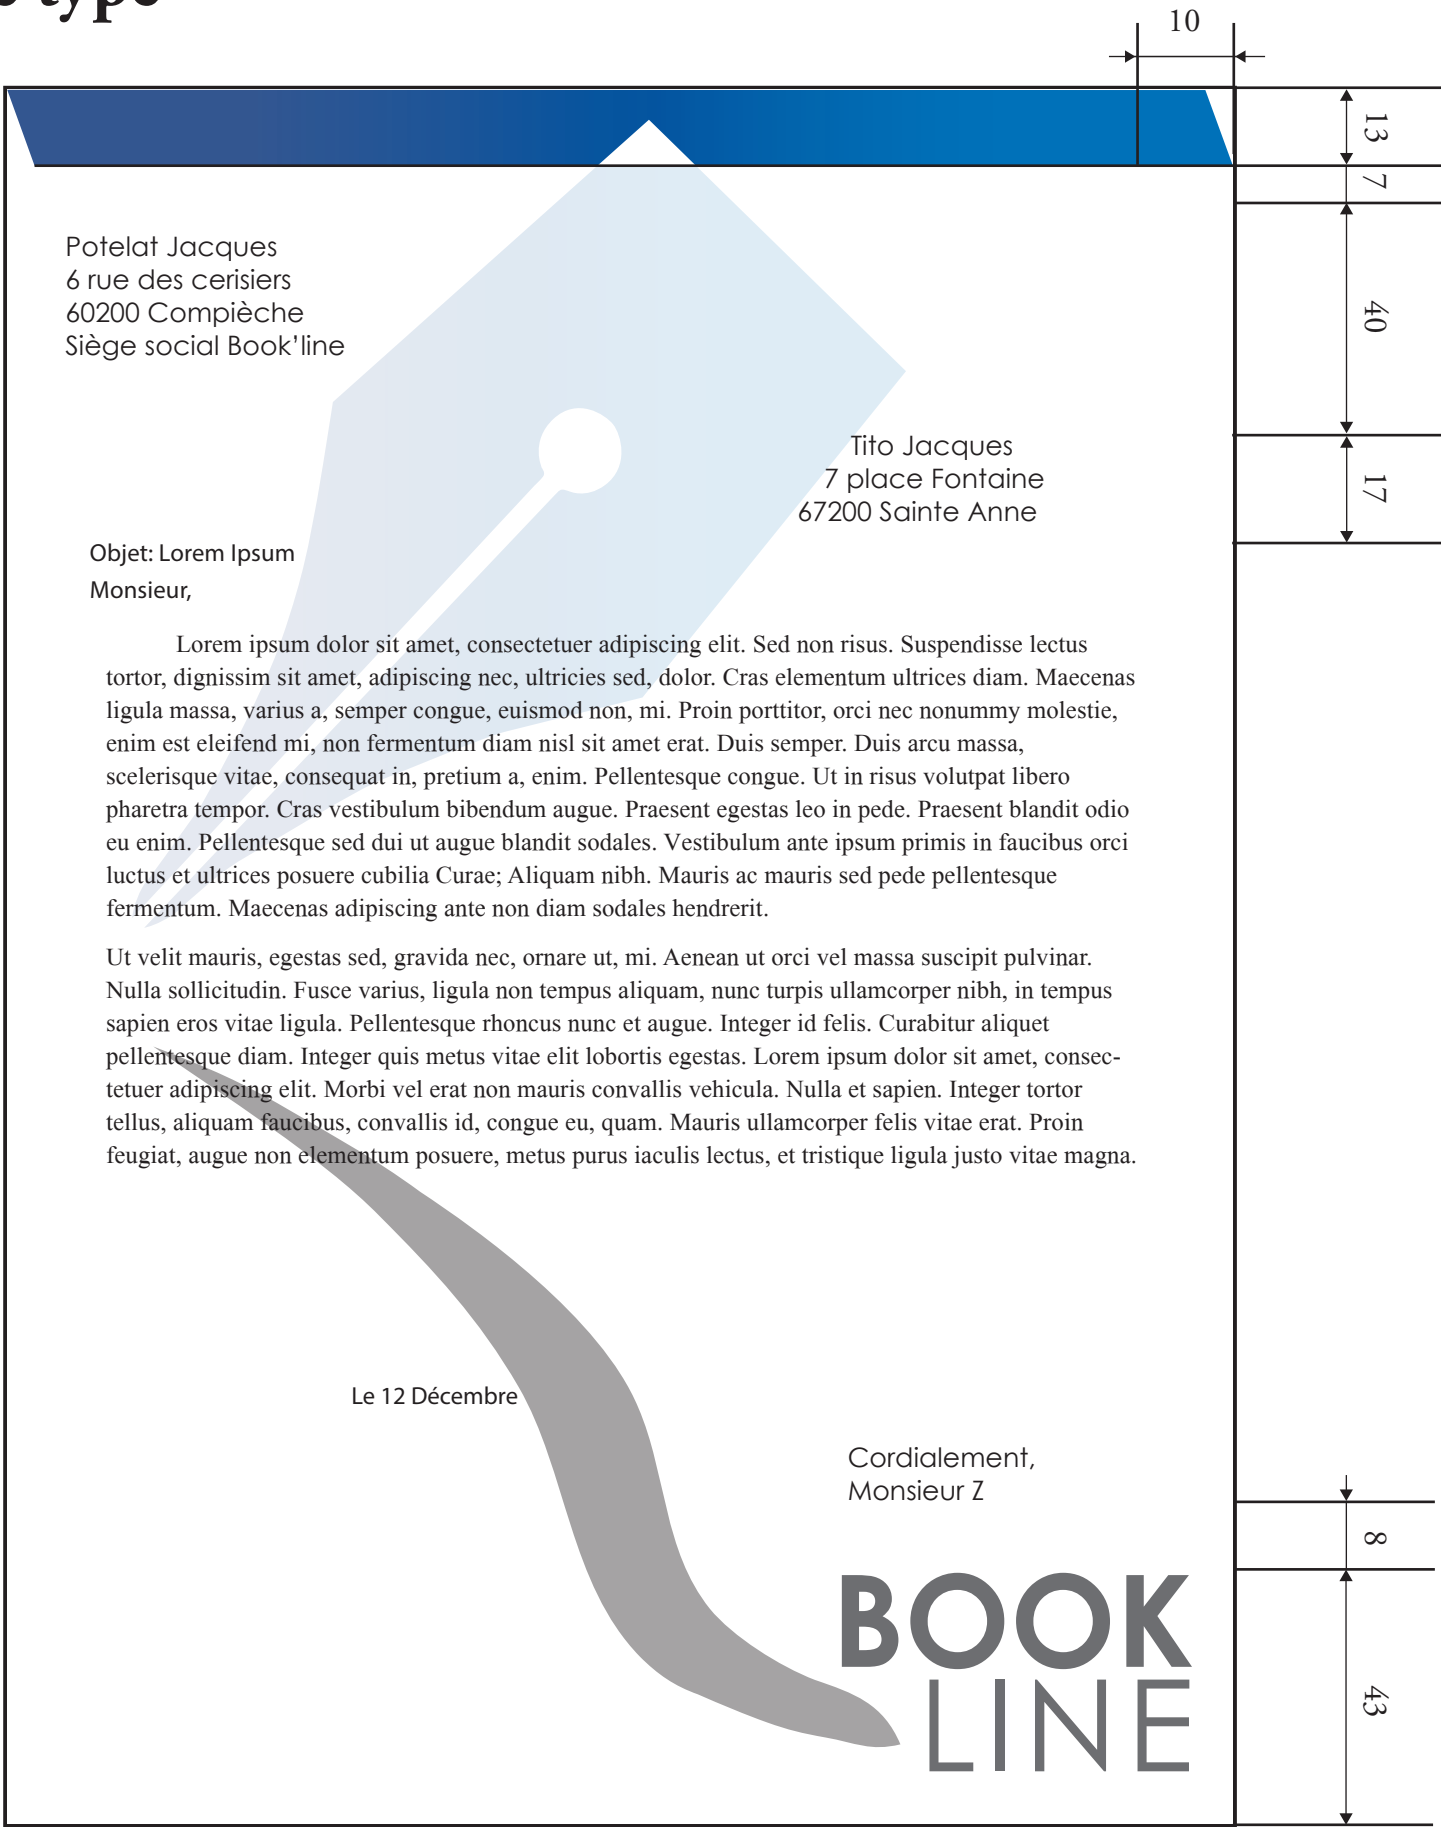 type
10
13
7
Potelat Jacques
6 rue des cerisiers
60200 Compièche
Siège social Book’line
40
Tito Jacques
7 place Fontaine
67200 Sainte Anne
17
Objet: Lorem Ipsum
Monsieur,
Lorem ipsum dolor sit amet, consectetuer adipiscing elit. Sed non risus. Suspendisse lectus
tortor, dignissim sit amet, adipiscing nec, ultricies sed, dolor. Cras elementum ultrices diam. Maecenas
ligula massa, varius a, semper congue, euismod non, mi. Proin porttitor, orci nec nonummy molestie,
enim est eleifend mi, non fermentum diam nisl sit amet erat. Duis semper. Duis arcu massa,
scelerisque vitae, consequat in, pretium a, enim. Pellentesque congue. Ut in risus volutpat libero
pharetra tempor. Cras vestibulum bibendum augue. Praesent egestas leo in pede. Praesent blandit odio
eu enim. Pellentesque sed dui ut augue blandit sodales. Vestibulum ante ipsum primis in faucibus orci
luctus et ultrices posuere cubilia Curae; Aliquam nibh. Mauris ac mauris sed pede pellentesque
fermentum. Maecenas adipiscing ante non diam sodales hendrerit.
Ut velit mauris, egestas sed, gravida nec, ornare ut, mi. Aenean ut orci vel massa suscipit pulvinar.
Nulla sollicitudin. Fusce varius, ligula non tempus aliquam, nunc turpis ullamcorper nibh, in tempus
sapien eros vitae ligula. Pellentesque rhoncus nunc et augue. Integer id felis. Curabitur aliquet
pellentesque diam. Integer quis metus vitae elit lobortis egestas. Lorem ipsum dolor sit amet, consec-
tetuer adipiscing elit. Morbi vel erat non mauris convallis vehicula. Nulla et sapien. Integer tortor
tellus, aliquam faucibus, convallis id, congue eu, quam. Mauris ullamcorper felis vitae erat. Proin
feugiat, augue non elementum posuere, metus purus iaculis lectus, et tristique ligula justo vitae magna.
Le 12 Décembre
Cordialement,
Monsieur Z
8
BOOK
LINE
43